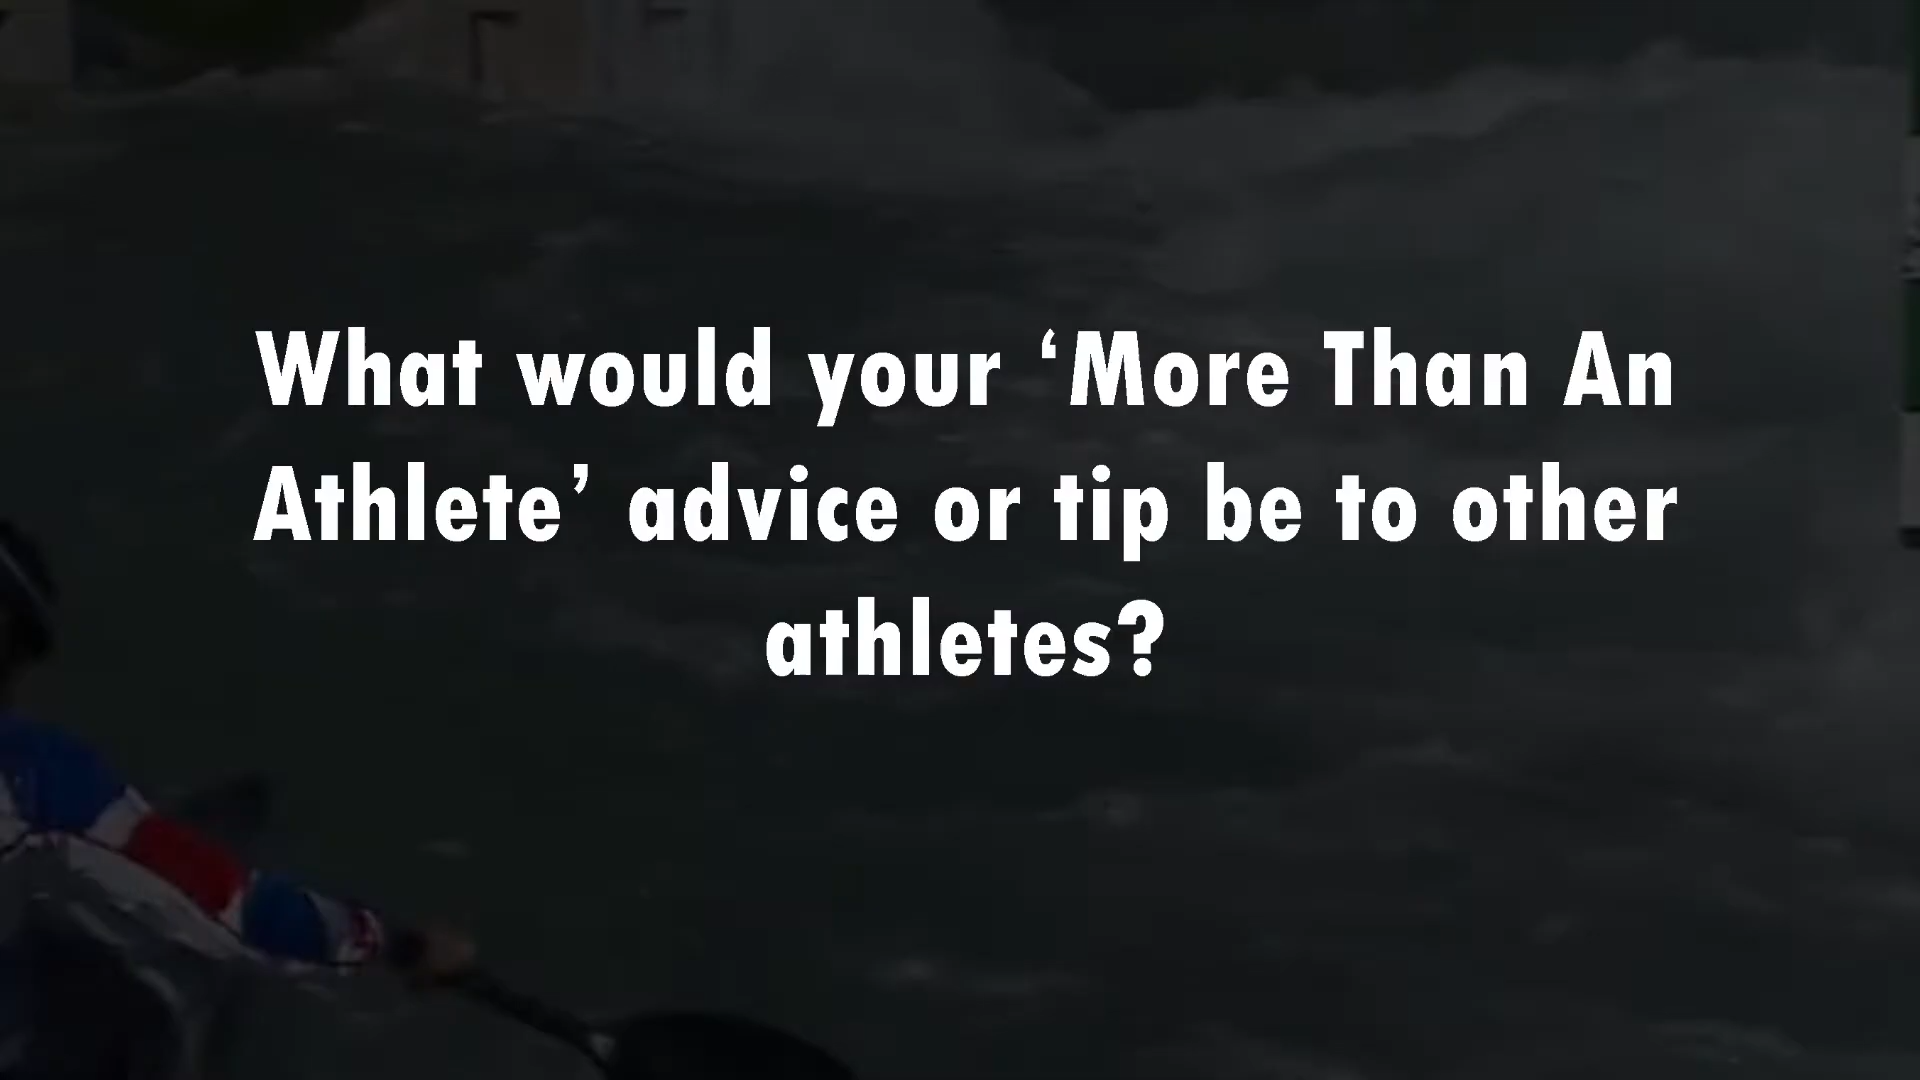 What would your ‘More Than An
Athlete’ advice or tip be to other
athletes?